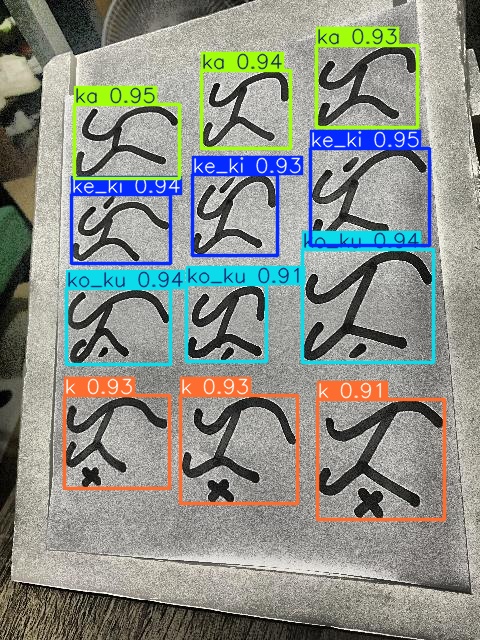 ka 0.95 ka 0.94 ka 0.93
ᜃ ᜃ ᜃ
ke_ki 0.94 ke_ki 0.93 ke_ki 0.95
ᜃᜒ ᜃᜒ ᜃᜒ
ko_ku 0.94 ko_ku 0.91 ko_ku 0.94
ᜃᜓ ᜃᜓ ᜃᜓ
k 0.93 k 0.93 k 0.91
ᜃ᜔ ᜃ᜔ ᜃ᜔